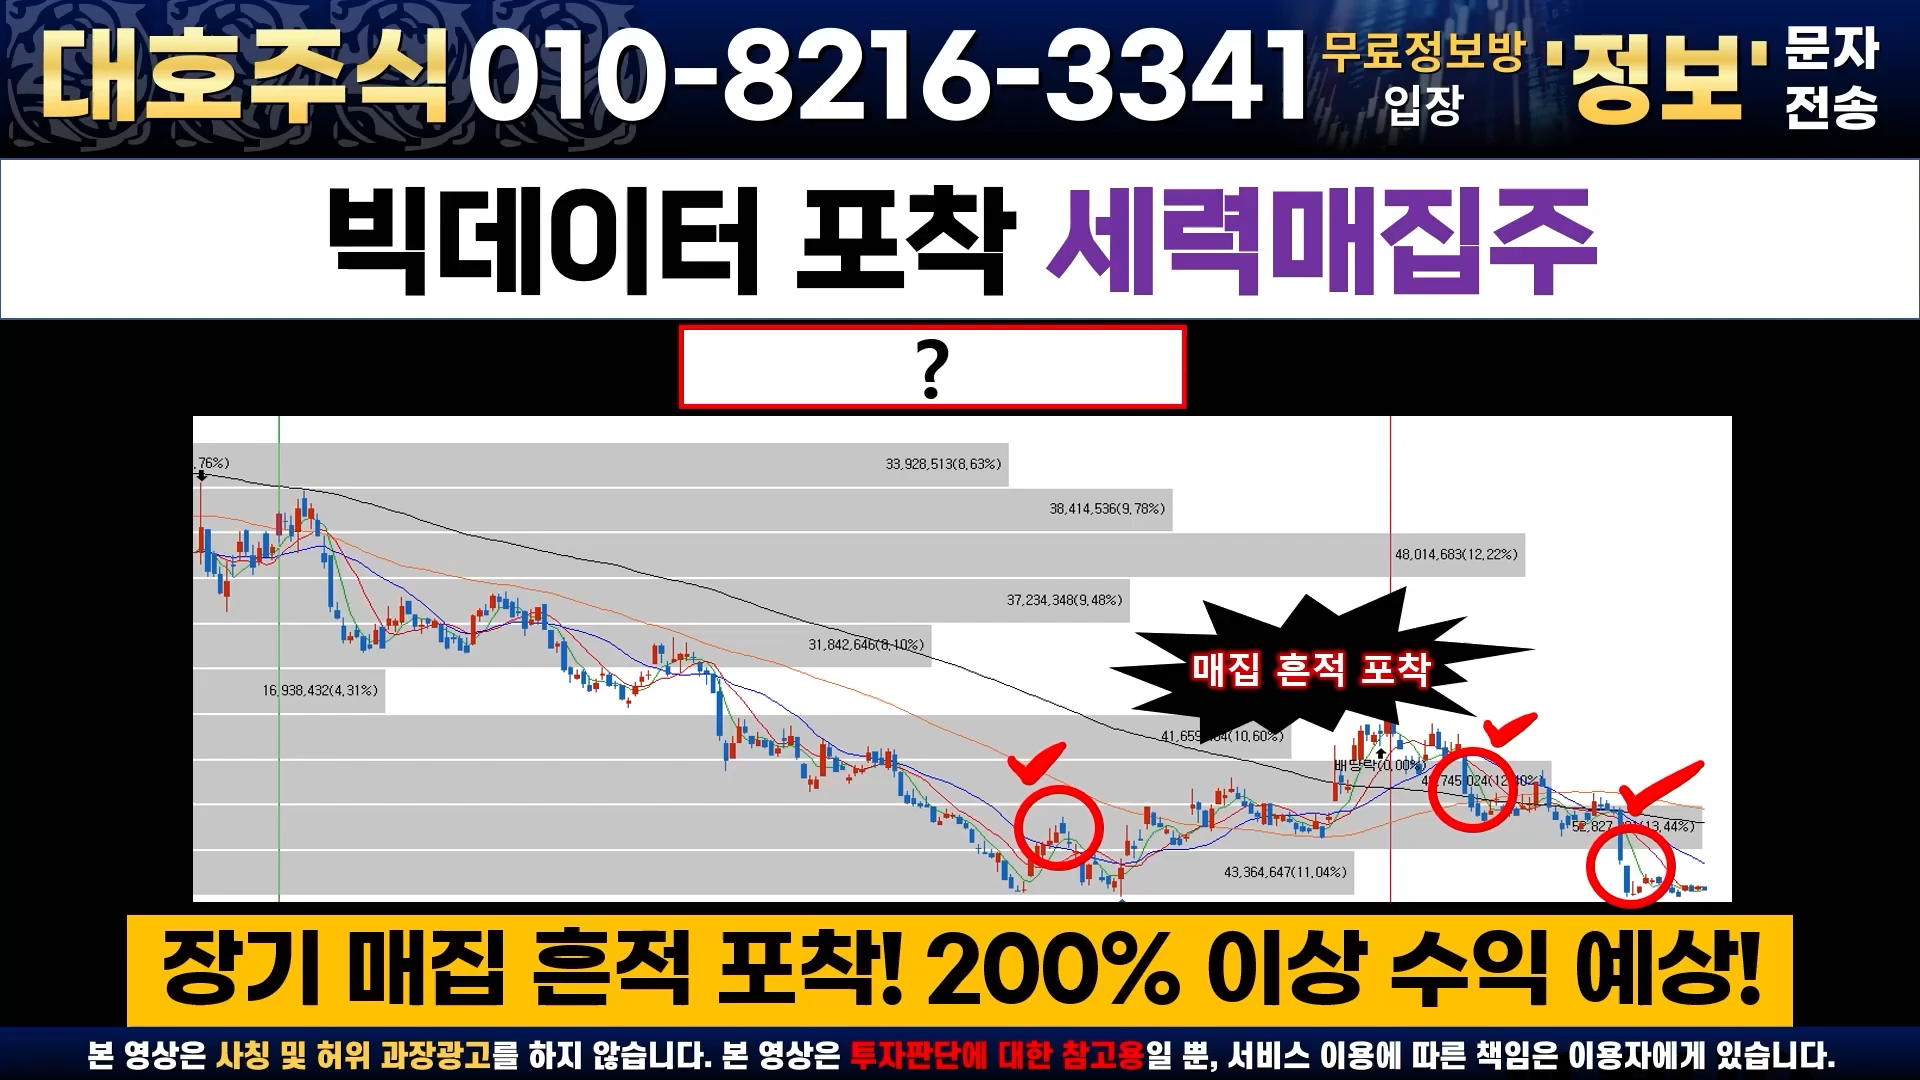 대호주식 010-8216-3341 무료정보방 입장 '정보' 문자 전송
빅데이터 포착 세력매집주
?
.76%)
33,928,513(8,63%)
38,414,536(9,78%)
48,014,683(12,22%)
37,234,348(9,48%)
31,842,646(8,10%)
16,938,432(4,31%)
매집 흔적 포착
배당락(0,00%)
43,364,647(11,04%)
장기 매집 흔적 포착! 200% 이상 수익 예상!
본 영상은 사칭 및 허위 과장광고를 하지 않습니다. 본 영상은 투자판단에 대한 참고용일 뿐, 서비스 이용에 따른 책임은 이용자에게 있습니다.